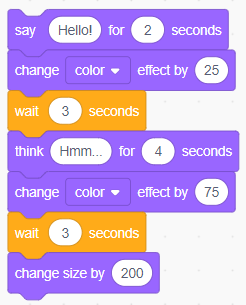 say Hello! for 2 seconds
change color effect by 25
wait 3 seconds
think Hmm... for 4 seconds
change color effect by 75
wait 3 seconds
change size by 200